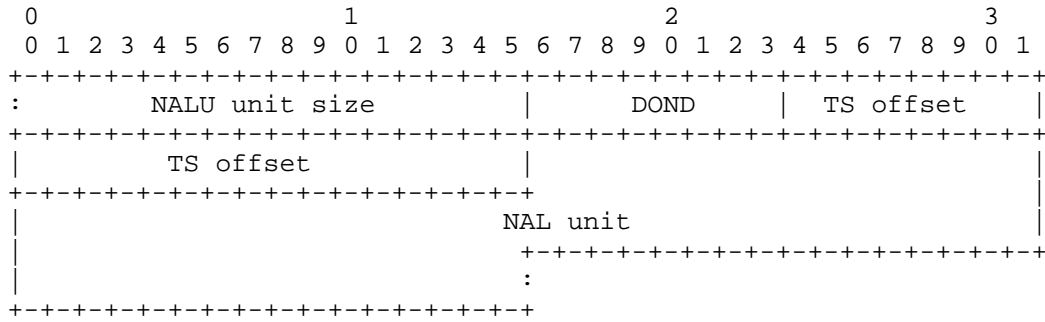 0                   1                   2                   3
 0 1 2 3 4 5 6 7 8 9 0 1 2 3 4 5 6 7 8 9 0 1 2 3 4 5 6 7 8 9 0 1
+-+-+-+-+-+-+-+-+-+-+-+-+-+-+-+-+-+-+-+-+-+-+-+-+-+-+-+-+-+-+-+-+
:        NALU unit size         |      DOND     |  TS offset    |
+-+-+-+-+-+-+-+-+-+-+-+-+-+-+-+-+-+-+-+-+-+-+-+-+-+-+-+-+-+-+-+-+
|         TS offset             |                               |
+-+-+-+-+-+-+-+-+-+-+-+-+-+-+-+-+                               |
|                              NAL unit                         |
|                               +-+-+-+-+-+-+-+-+-+-+-+-+-+-+-+-+
|                               :
+-+-+-+-+-+-+-+-+-+-+-+-+-+-+-+-+